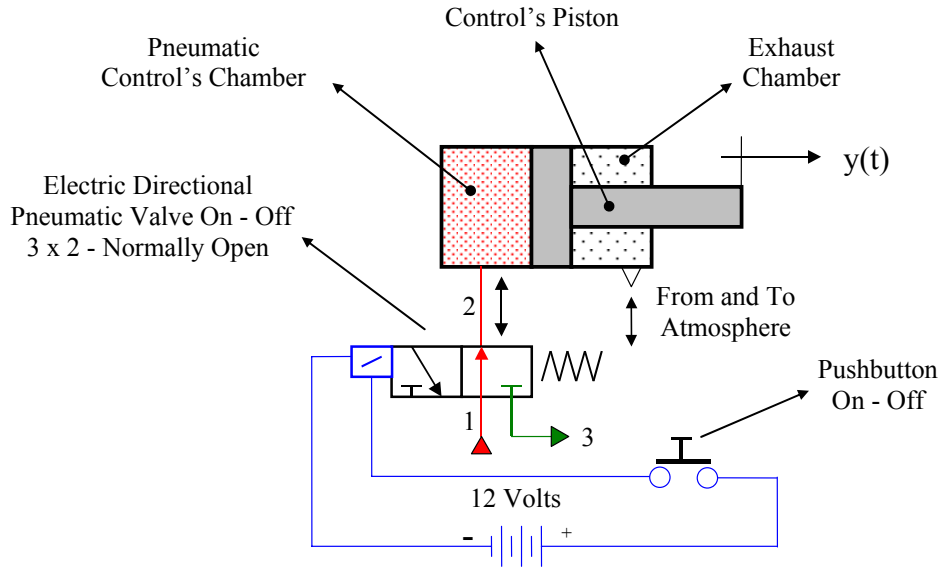 Control's Piston
Pneumatic
Control's Chamber
Exhaust
Chamber
y(t)
Electric Directional
Pneumatic Valve On - Off
3 x 2 - Normally Open
2
From and To
Atmosphere
Pushbutton
On - Off
1
3
12 Volts
- +